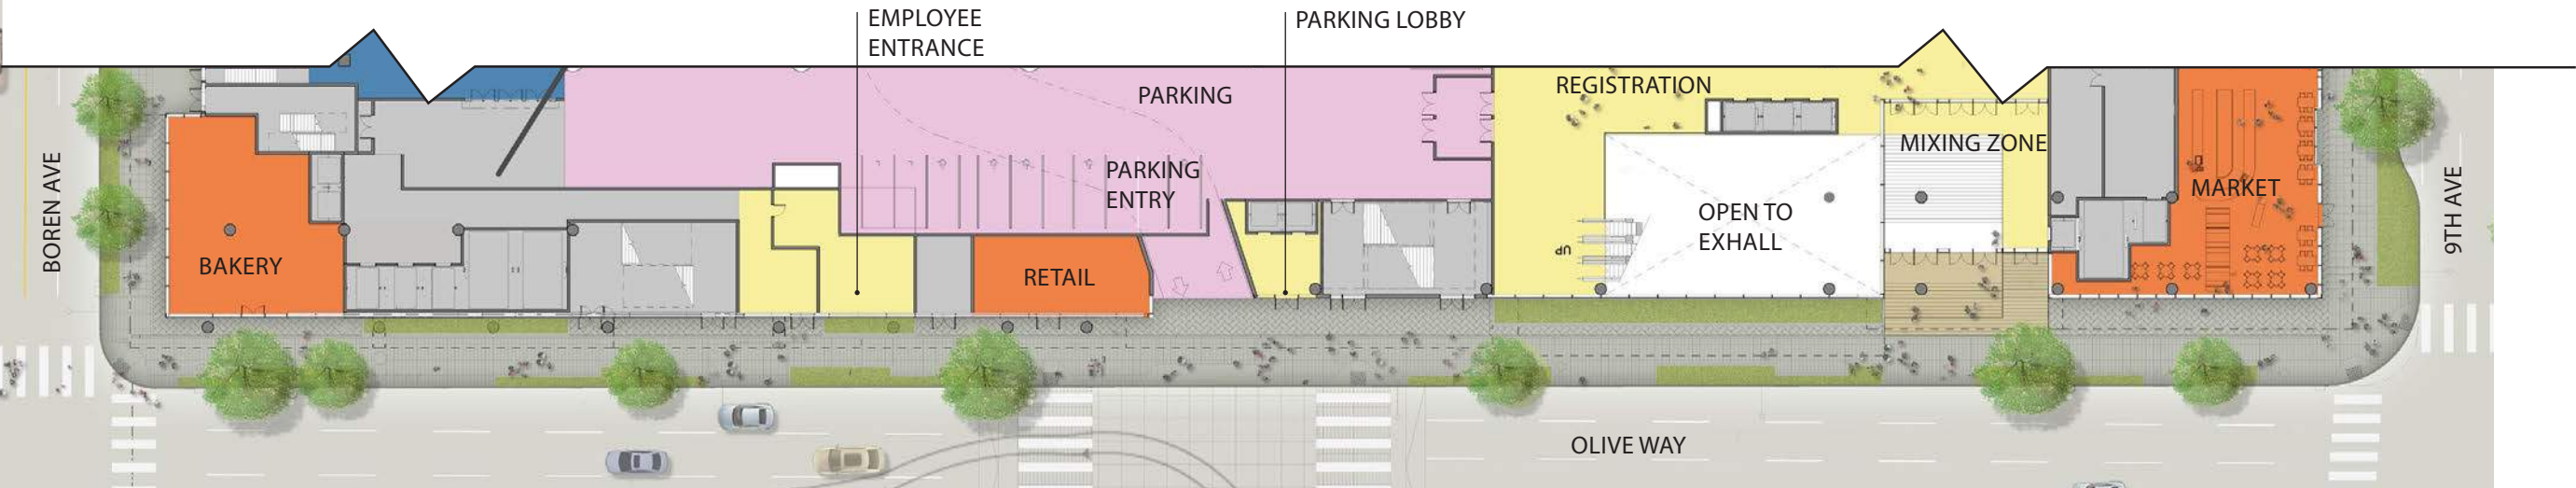 EMPLOYEE
ENTRANCE
PARKING LOBBY
PARKING
REGISTRATION
MIXING ZONE
PARKING
ENTRY
BOREN AVE
MARKET
9TH AVE
OPEN TO
EXHALL
UP
BAKERY
RETAIL
OLIVE WAY